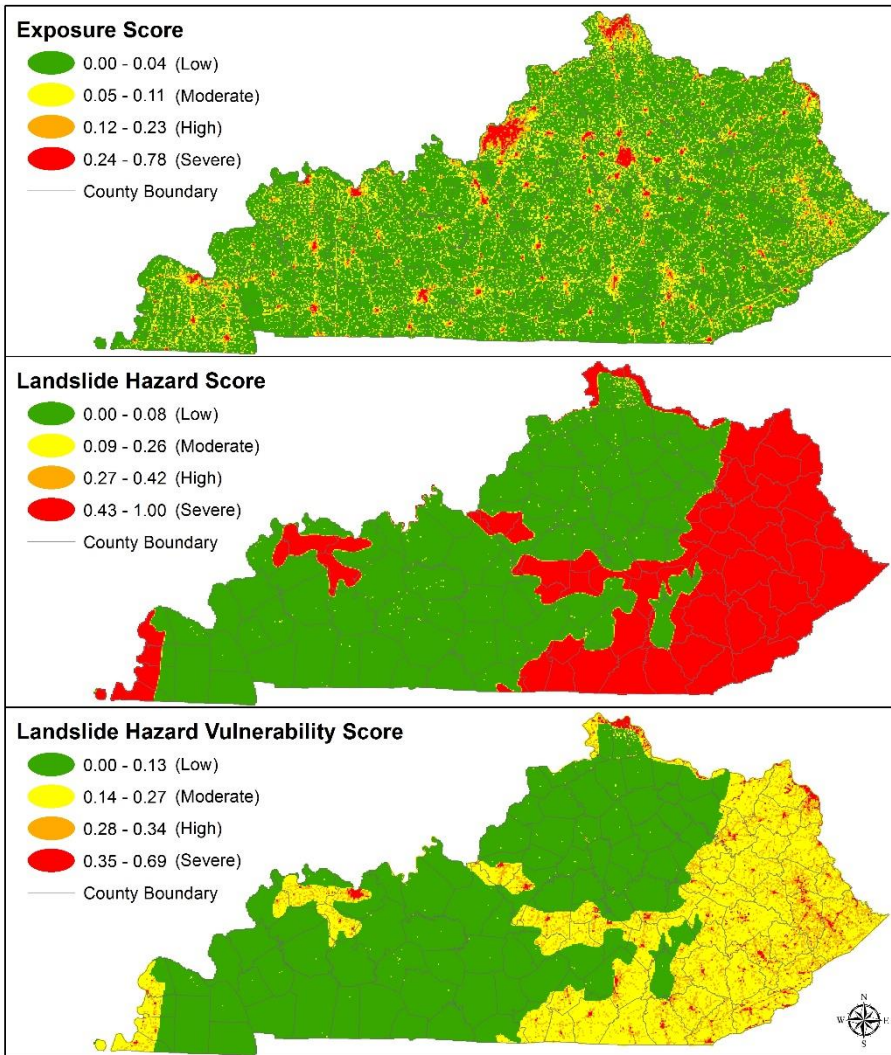 Exposure Score
0.00 - 0.04 (Low)
0.05 - 0.11 (Moderate)
0.12 - 0.23 (High)
0.24 - 0.78 (Severe)
County Boundary
Landslide Hazard Score
0.00 - 0.08 (Low)
0.09 - 0.26 (Moderate)
0.27 - 0.42 (High)
0.43 - 1.00 (Severe)
County Boundary
Landslide Hazard Vulnerability Score
0.00 - 0.13 (Low)
0.14 - 0.27 (Moderate)
0.28 - 0.34 (High)
0.35 - 0.69 (Severe)
County Boundary
N
W E
S